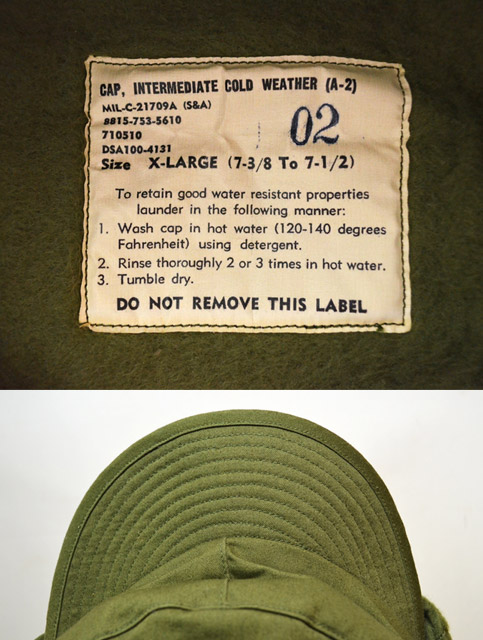 CAP, INTERMEDIATE COLD WEATHER (A-2)
MIL-C-21709A (S&A)
8815-753-5610
02
710510
DSA100-4131
Size X-LARGE (7-3/8 To 7-1/2)
To retain good water resistant properties
launder in the following manner:
1. Wash cap in hot water (120-140 degrees
Fahrenheit) using detergent.
2. Rinse thoroughly 2 or 3 times in hot water.
3. Tumble dry.
DO NOT REMOVE THIS LABEL